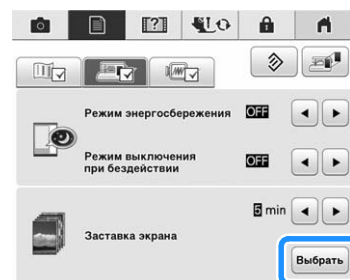 Режим энергосбережения OFF
Режим выключения
при бездействии OFF
5 min
Заставка экрана
Выбрать